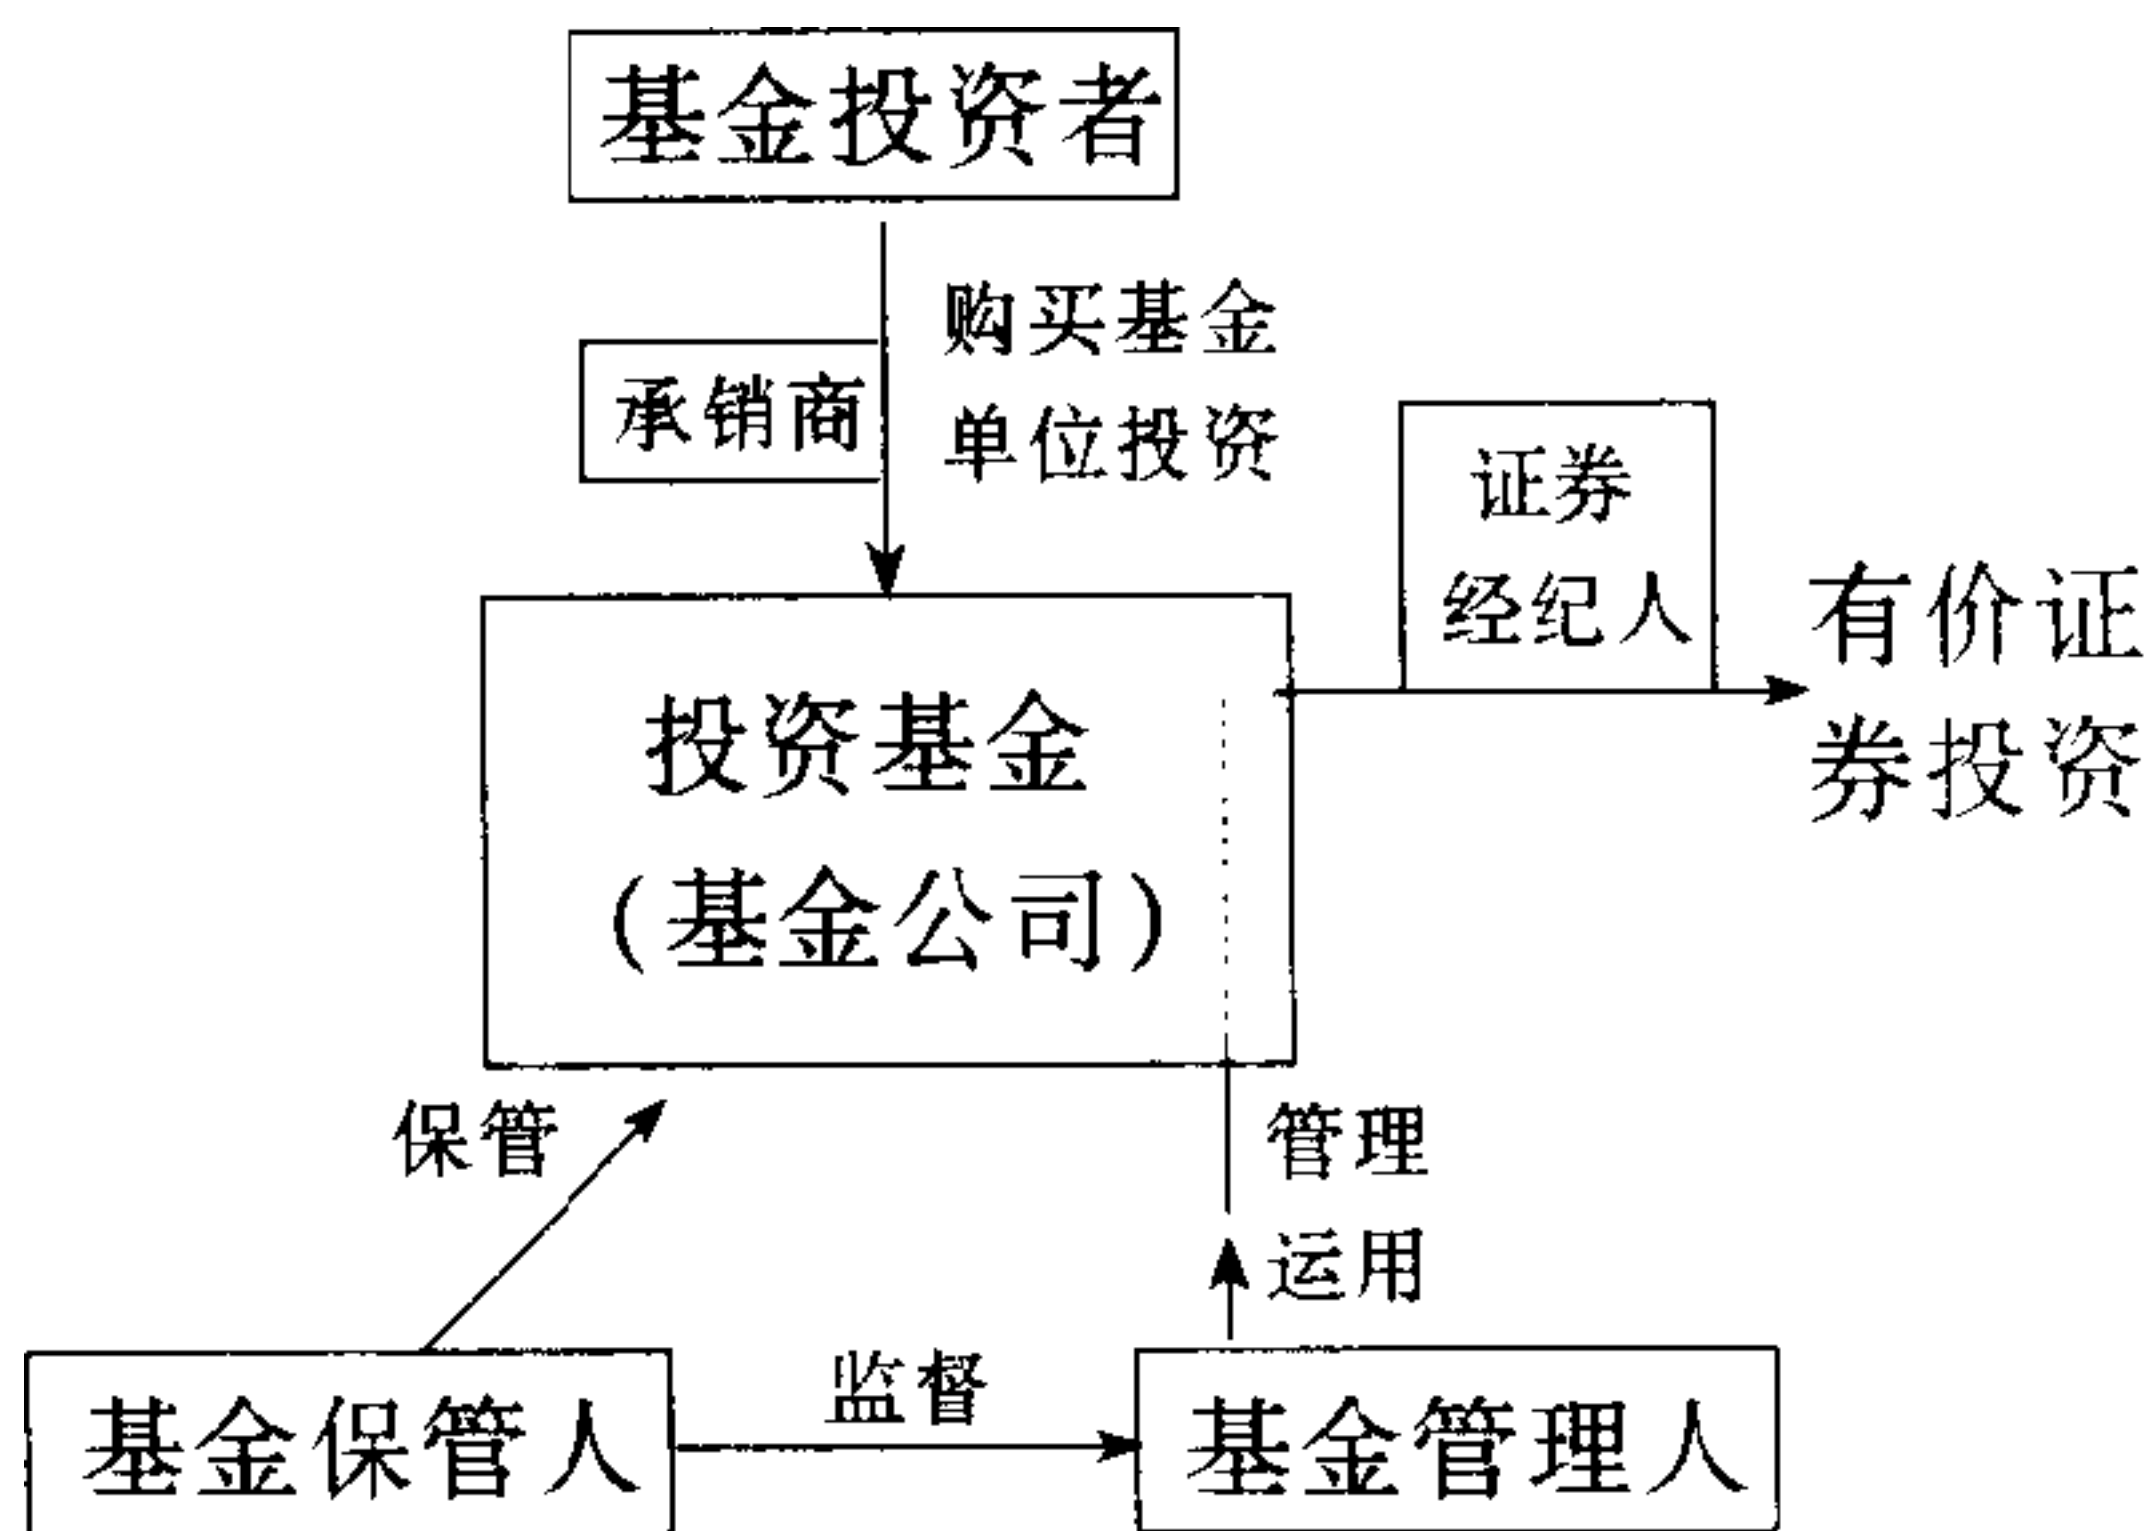 基金投资者
购买基金
承销商
单位投资
证券
经纪人
有价证
券投资
投资基金
(基金公司)
保管
管理
运用
监督
基金保管人
基金管理人